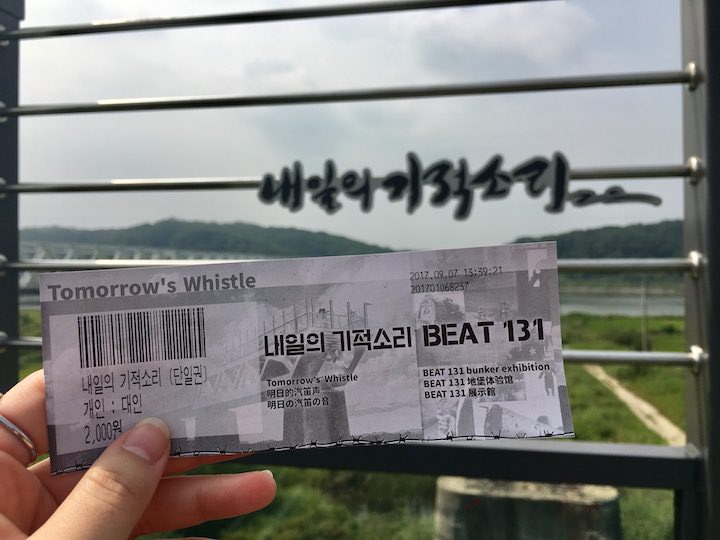 내일의 기적소리
Tomorrow's Whistle
2017.09.07 13:39:21
201701068237
내일의 기적소리 (단일권)
개인 : 대인
2,000원
내일의 기적소리 BEAT 131
Tomorrow's Whistle
明日的汽笛声
明日の汽笛の音
BEAT 131 bunker exhibition
BEAT 131 地堡体验馆
BEAT 131 展示館